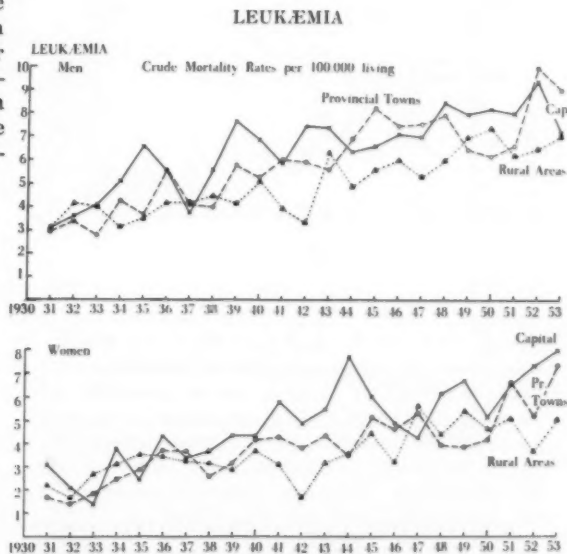 LEUKÆMIA
LEUKÆMIA
Men Crude Mortality Rates per 100.000 living
10
9
8
7
6
5
4
3
2
1
Provincial Towns
Cap
Rural Areas
1930 31 32 33 34 35 36 37 38 39 40 41 42 43 44 45 46 47 48 49 50 51 52 53
Women
8
7
6
5
4
3
2
1
Capital
Pr.
Towns
Rural Areas
1930 31 32 33 34 35 36 37 38 39 40 41 42 43 44 45 46 47 48 49 50 51 52 53